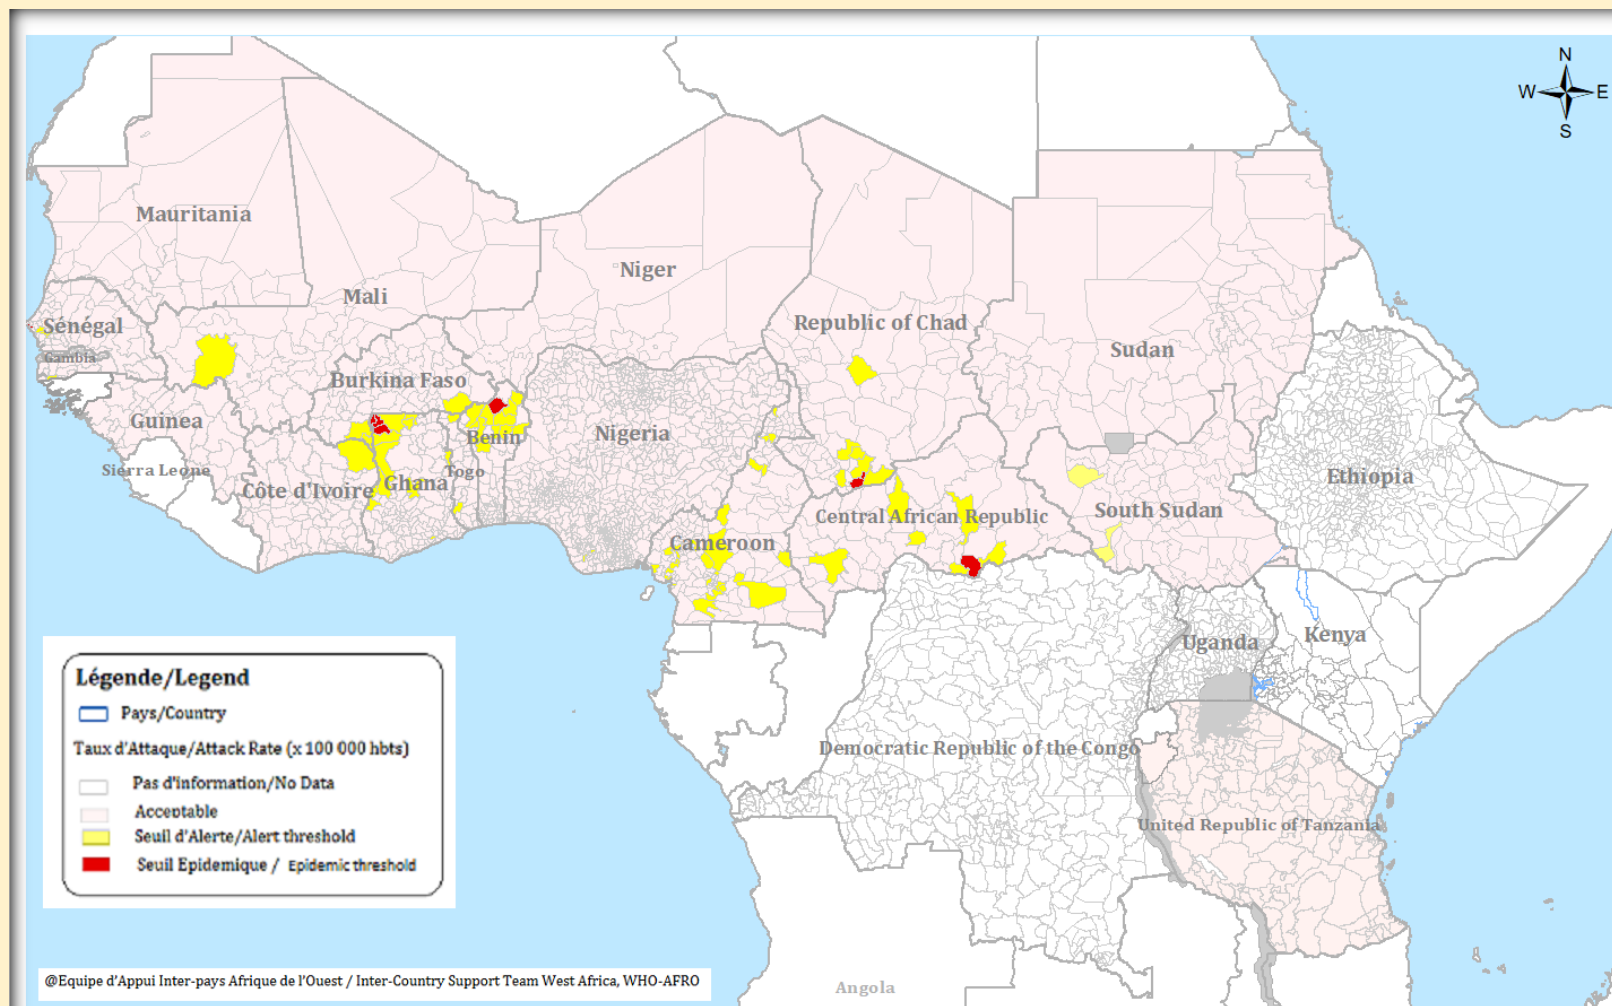 N
W E
S
Mauritania
Niger
Mali
Sénégal
Republic of Chad
Sudan
Gambia
Burkina Faso
Guinea
Benin
Nigeria
Sierra Leone
Togo
Ethiopia
Côte d'Ivoire
Ghana
South Sudan
Central African Republic
Cameroon
Uganda
Kenya
Democratic Republic of the Congo
United Republic of Tanzania
Angola
Légende/Legend
Pays/Country
Taux d'Attaque/Attack Rate (x 100 000 hbts)
Pas d'information/No Data
Acceptable
Seuil d'Alerte/Alert threshold
Seuil Epidemique / Epidemic threshold
@Equipe d'Appui Inter-pays Afrique de l'Ouest / Inter-Country Support Team West Africa, WHO-AFRO